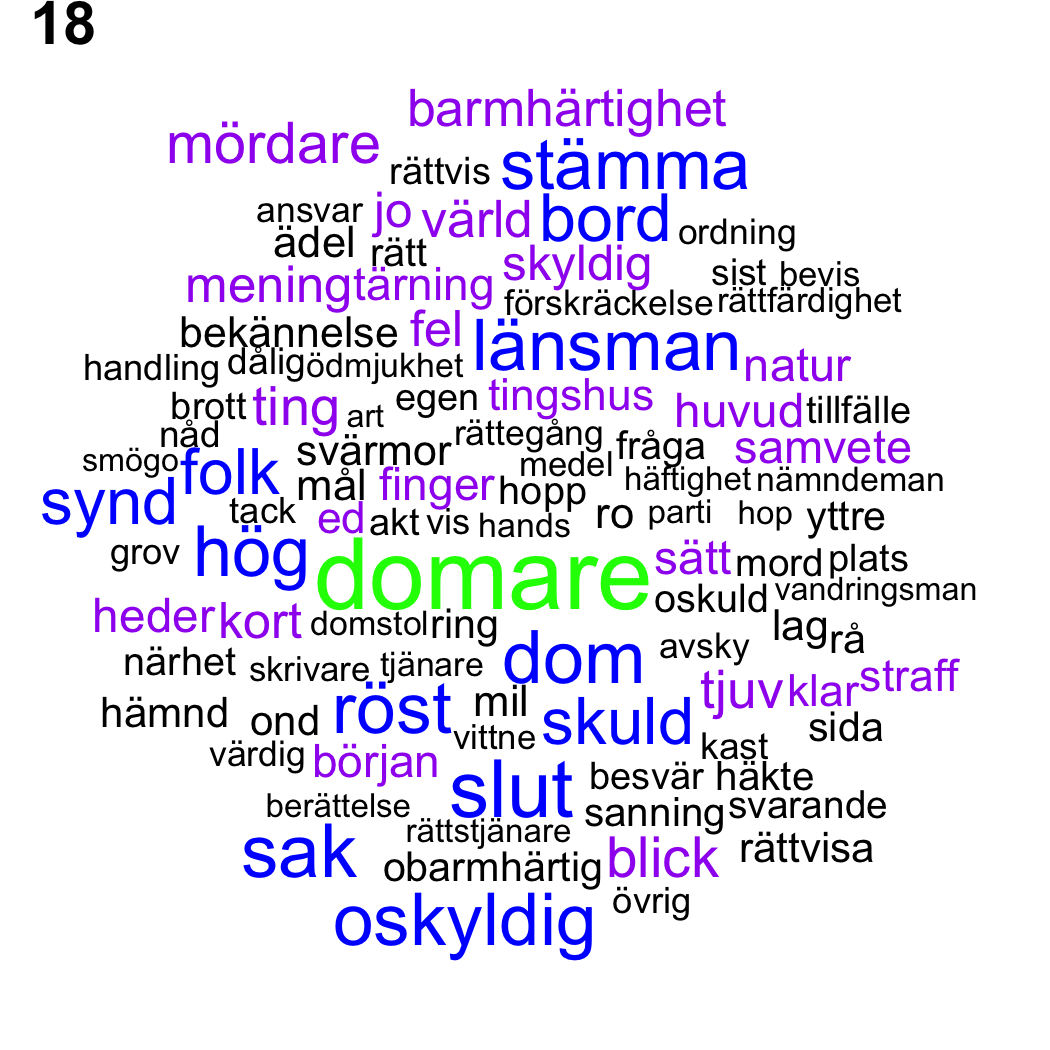 18
barmhärtighet
mördare
rättvis stämma
ansvar jo värld bord ordning
ädel rätt
skyldig sist bevis
mening tärning förskräckelse rättfärdighet
bekännelse fel länsman natur
handling dålig ödmjukhet
brott ting art egen tingshus huvud tillfälle
nåd svärmor rättegång fråga samvete
smögo folk medel häftighet nämndeman
synd mål finger hopp
tack ed akt vis hands ro parti hop yttre
grov hög domare sätt mord plats
oskuld vandringsman
heder kort domstol ring lag rå
närhet skrivare tjänare dom avsky
tjuv klar straff
hämnd ond röst mil skuld sida
värdig början vittne kast
slut besvär häkte
berättelse sanning svarande
rättstjänare
sak obarmhärtig blick rättvisa
oskyldig övrig